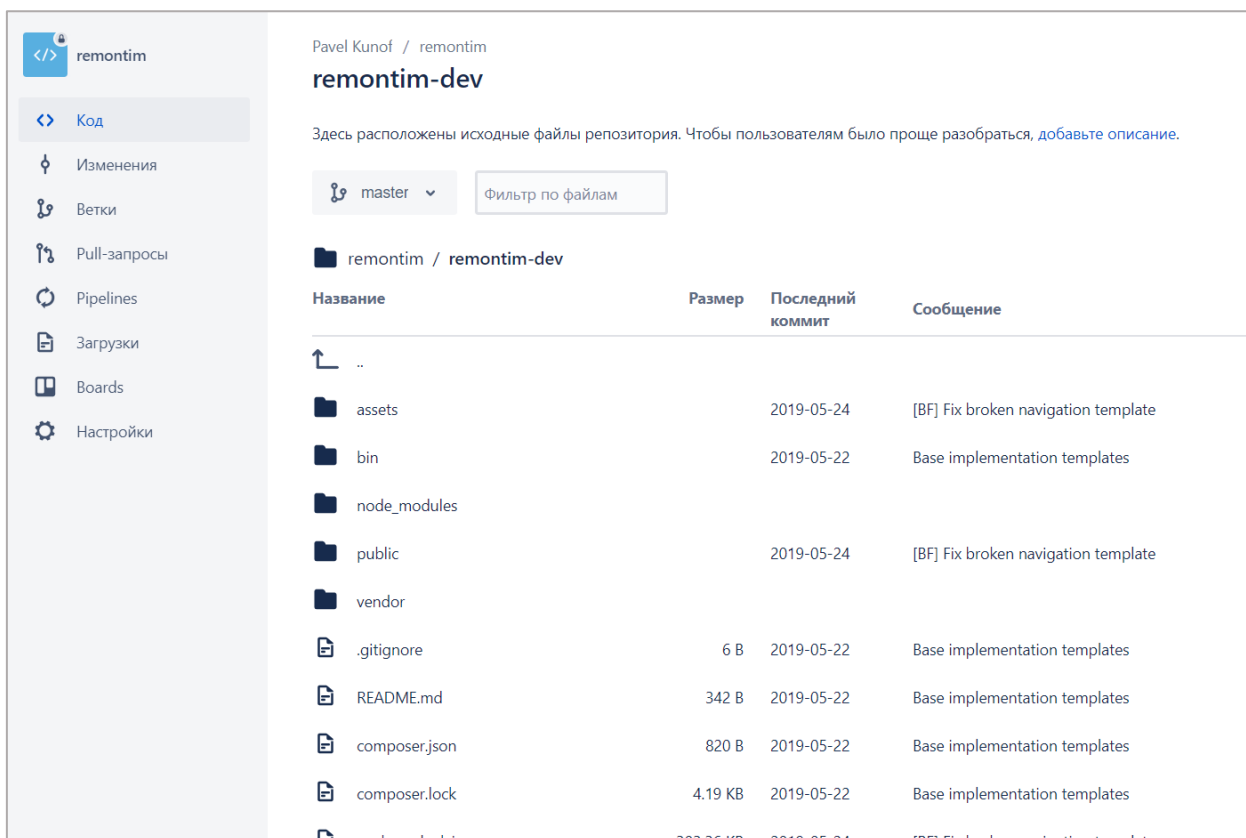 remontim
Код
Изменения
Ветки
Pull-запросы
Pipelines
Загрузки
Boards
Настройки
Pavel Kunof / remontim
remontim-dev
Здесь расположены исходные файлы репозитория. Чтобы пользователям было проще разобраться, добавьте описание.
master
Фильтр по файлам
remontim / remontim-dev
Название Размер Последний коммит Сообщение
..
assets 2019-05-24 [BF] Fix broken navigation template
bin 2019-05-22 Base implementation templates
node_modules
public 2019-05-24 [BF] Fix broken navigation template
vendor
.gitignore 6 B 2019-05-22 Base implementation templates
README.md 342 B 2019-05-22 Base implementation templates
composer.json 820 B 2019-05-22 Base implementation templates
composer.lock 4.19 KB 2019-05-22 Base implementation templates